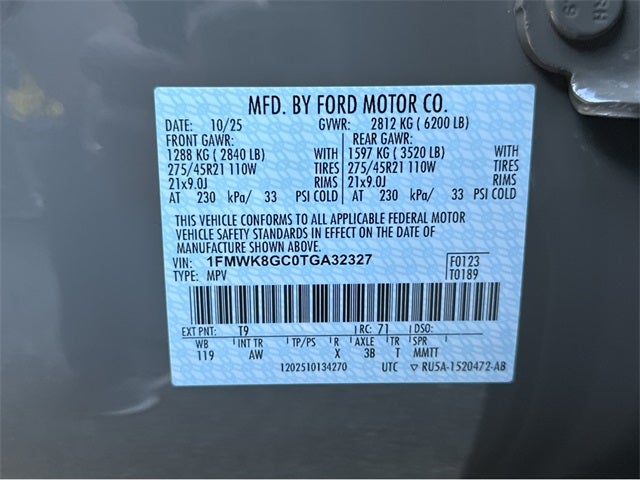 MFD. BY FORD MOTOR CO.
DATE: 10/25 GVWR: 2812 KG ( 6200 LB)
FRONT GAWR: REAR GAWR:
1288 KG ( 2840 LB) WITH 1597 KG ( 3520 LB) WITH
275/45R21 110W TIRES 275/45R21 110W TIRES
21x9.0J RIMS 21x9.0J RIMS
AT 230 kPa/ 33 PSI COLD AT 230 kPa/ 33 PSI COLD
THIS VEHICLE CONFORMS TO ALL APPLICABLE FEDERAL MOTOR
VEHICLE SAFETY STANDARDS IN EFFECT ON THE DATE OF
MANUFACTURE SHOWN ABOVE.
VIN: 1FMWK8GC0TGA32327 F0123
TYPE: MPV T0189
EXT PNT: T9 RC: 71 DSO:
WB INT TR TP/PS R AXLE TR SPR
119 AW X 3B T MMTT
1202510134270 UTC RU5A-1520472-AB